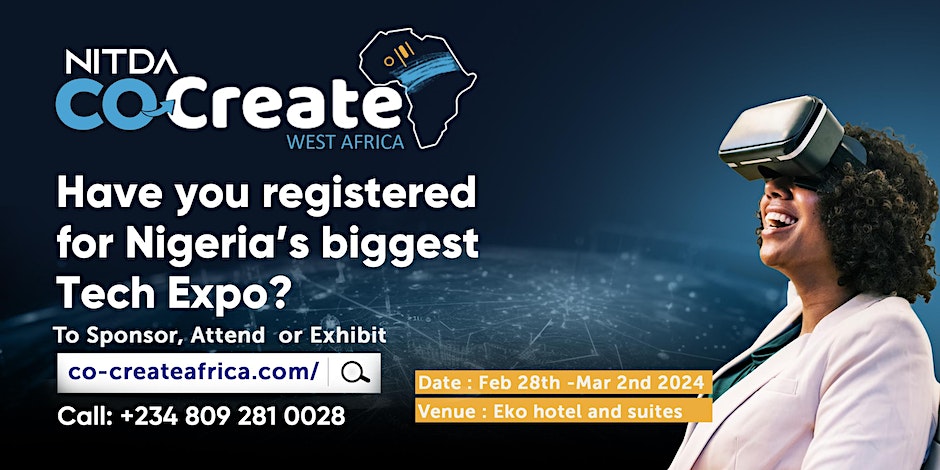 NITDA
CO-Create
WEST AFRICA
Have you registered
for Nigeria's biggest
Tech Expo?
To Sponsor, Attend or Exhibit
co-createafrica.com/
Call: +234 809 281 0028
Date : Feb 28th -Mar 2nd 2024
Venue : Eko hotel and suites